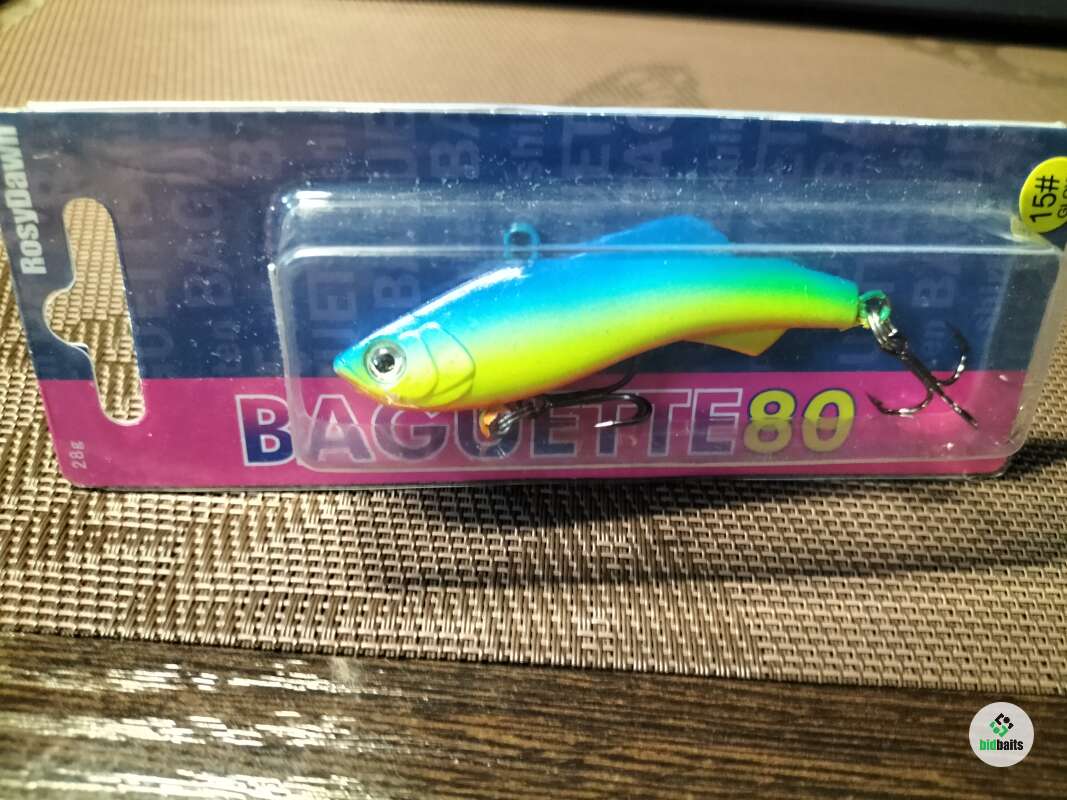 RosyDawn
15#
BAGUETTE80
28g
bidbaits